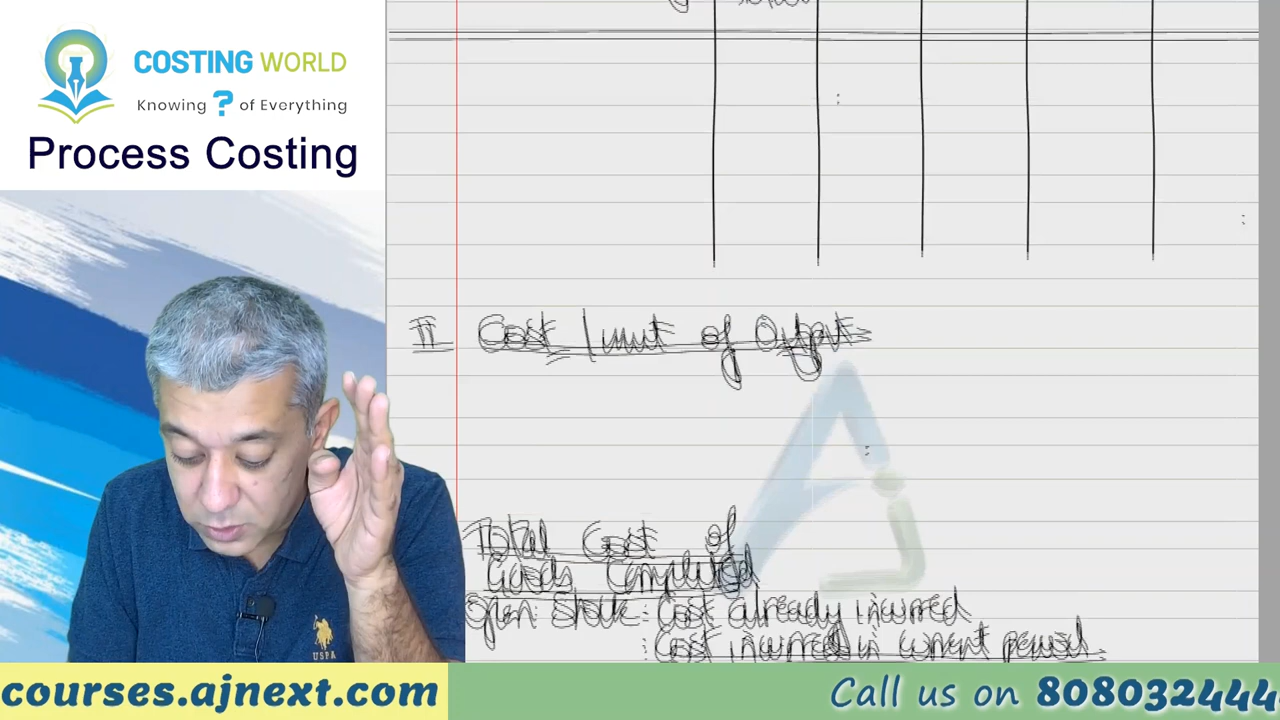 COSTING WORLD
Knowing ? of Everything
Process Costing
II Cost / unit of Output
Total Cost of
Goods Completed
Open Stock : Cost already incurred
: Cost incurred in current period
USPA
courses.ajnext.com
Call us on 808032444